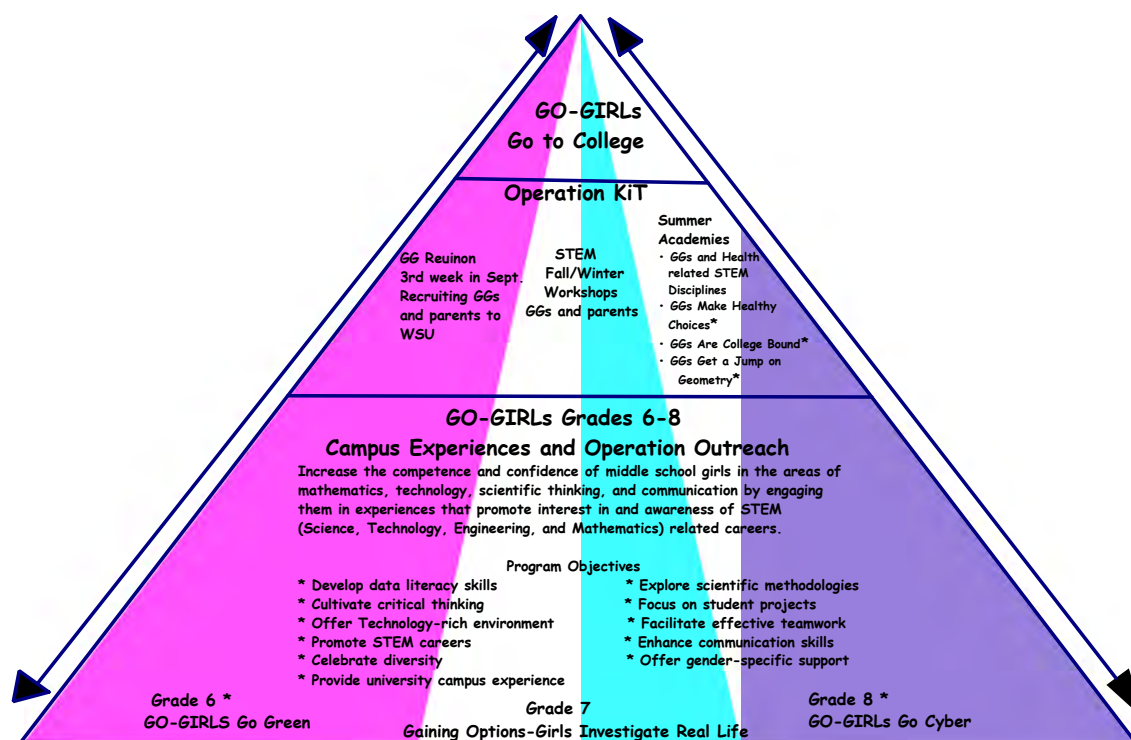 GO-GIRLs
Go to College
Operation KiT
GG Reuinon
3rd week in Sept.
Recruiting GGs
and parents to
WSU
STEM
Fall/Winter
Workshops
GGs and parents
Summer
Academies
· GGs and Health
related STEM
Disciplines
· GGs Make Healthy
Choices*
· GGs Are College Bound*
· GGs Get a Jump on
Geometry*
GO-GIRLs Grades 6-8
Campus Experiences and Operation Outreach
Increase the competence and confidence of middle school girls in the areas of
mathematics, technology, scientific thinking, and communication by engaging
them in experiences that promote interest in and awareness of STEM
(Science, Technology, Engineering, and Mathematics) related careers.
Program Objectives
* Develop data literacy skills
* Cultivate critical thinking
* Offer Technology-rich environment
* Promote STEM careers
* Celebrate diversity
* Provide university campus experience
* Explore scientific methodologies
* Focus on student projects
* Facilitate effective teamwork
* Enhance communication skills
* Offer gender-specific support
Grade 6 *
GO-GIRLS Go Green
Grade 7
Gaining Options-Girls Investigate Real Life
Grade 8 *
GO-GIRLs Go Cyber